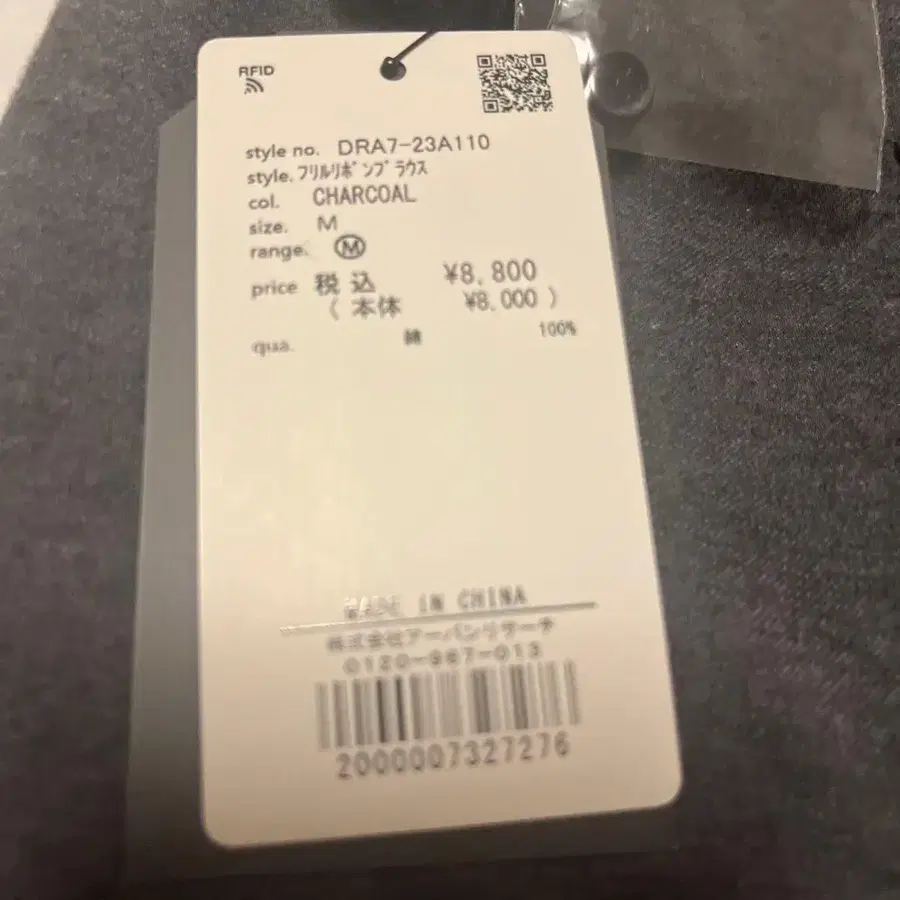 RFID
style no. DRA7-23A110
style. フリルリボンブラウス
col. CHARCOAL
size. M
range. Ⓜ
price 税込 ¥8,800
(本体 ¥8,000)
qua. 綿 100%
MADE IN CHINA
株式会社アーバンリサーチ
0120-967-013
2000007327276